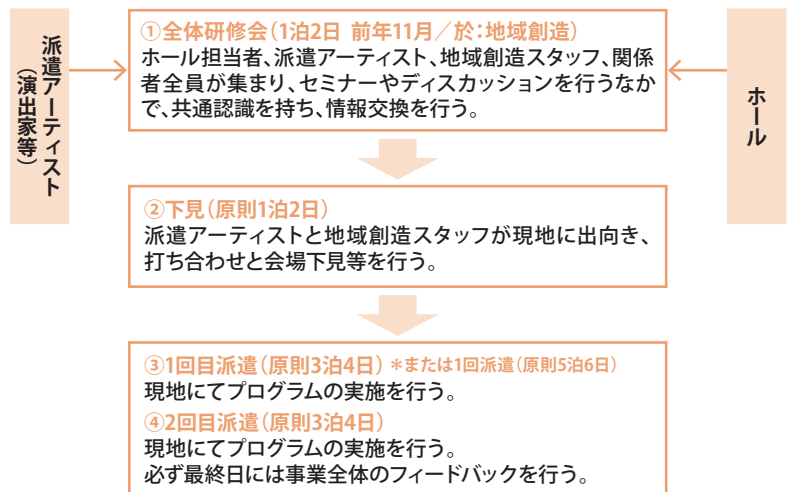 派遣アーティスト
（演出家等）
①全体研修会（1泊2日 前年11月／於：地域創造）
ホール担当者、派遣アーティスト、地域創造スタッフ、関係
者全員が集まり、セミナーやディスカッションを行うなか
で、共通認識を持ち、情報交換を行う。
ホール
②下見（原則1泊2日）
派遣アーティストと地域創造スタッフが現地に出向き、
打ち合わせと会場下見等を行う。
③1回目派遣（原則3泊4日）＊または1回派遣（原則5泊6日）
現地にてプログラムの実施を行う。
④2回目派遣（原則3泊4日）
現地にてプログラムの実施を行う。
必ず最終日には事業全体のフィードバックを行う。